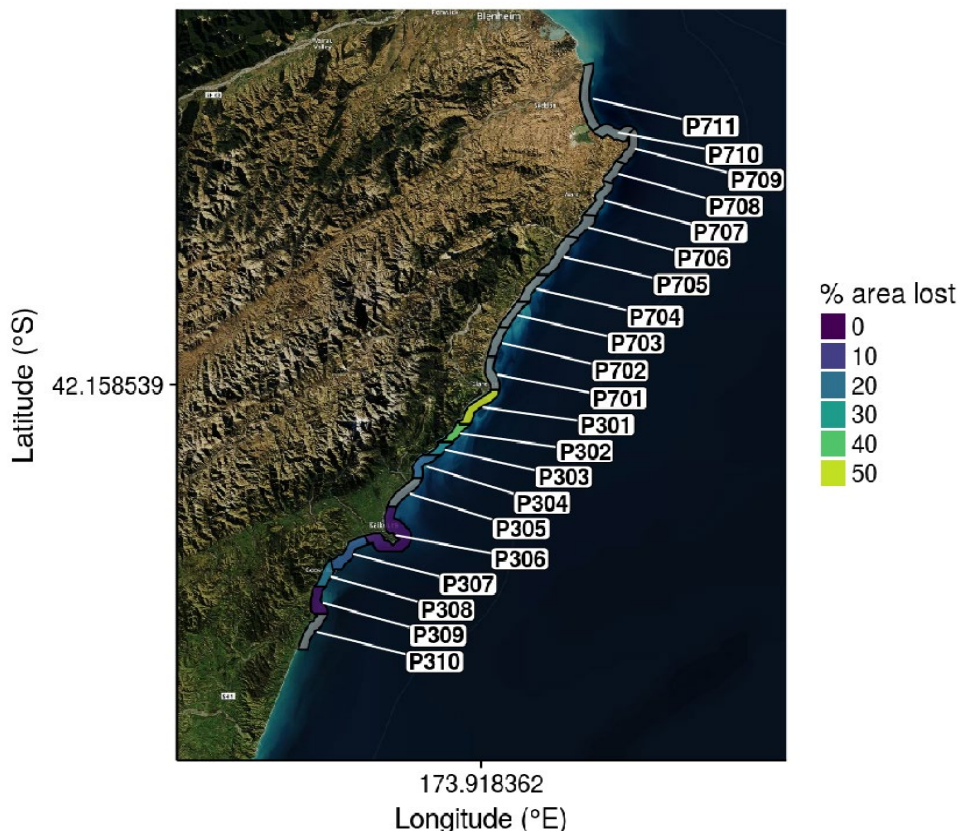 Blenheim
Seddon
P711
P710
P709
P708
P707
P706
P705
P704
P703
P702
P701
P301
P302
P303
P304
P305
P306
P307
P308
P309
P310
% area lost
0
10
20
30
40
50
Latitude (°S)
42.158539
173.918362
Longitude (°E)